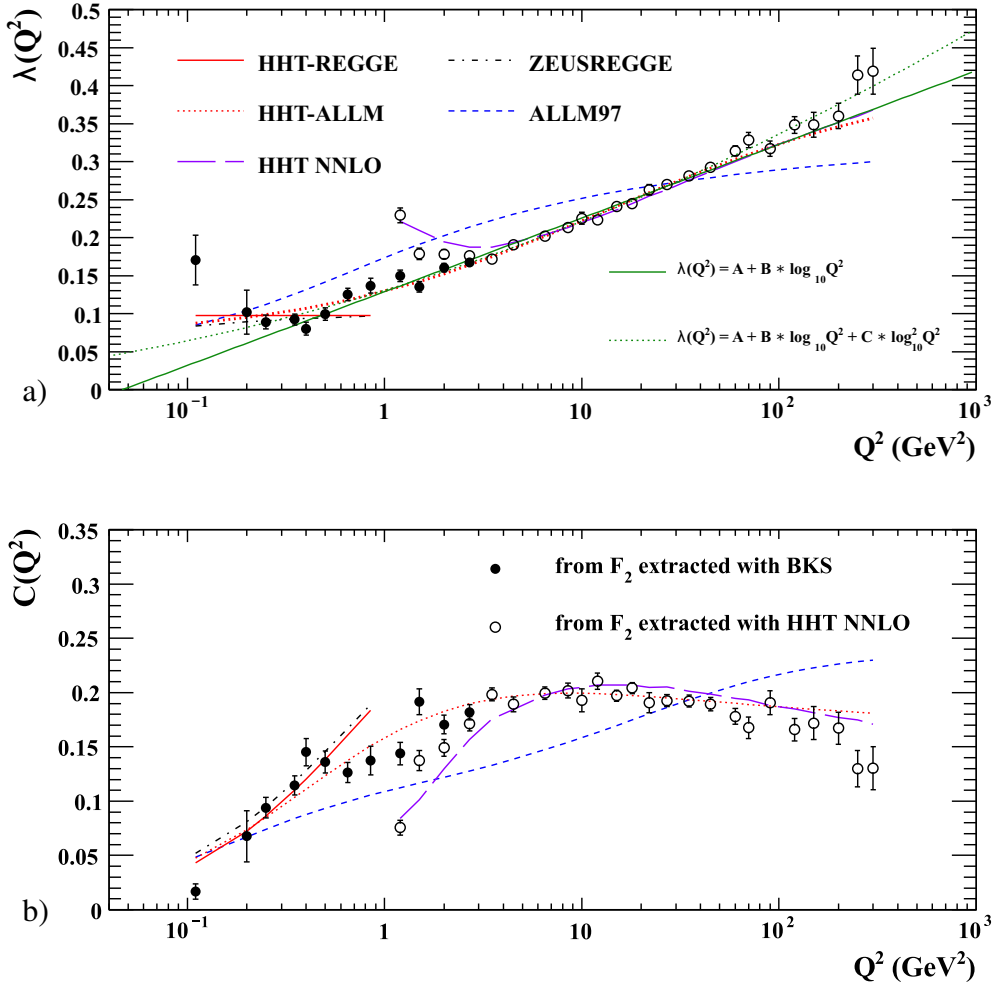 λ(Q²)
0.5
0.45
0.4
0.35
0.3
0.25
0.2
0.15
0.1
0.05
0
HHT-REGGE
HHT-ALLM
HHT NNLO
ZEUSREGGE
ALLM97
λ(Q²) = A + B * log ₁₀Q²
λ(Q²) = A + B * log ₁₀Q² + C * log²₁₀Q²
a)
10⁻¹
1
10
10²
10³
Q² (GeV²)
C(Q²)
0.35
0.3
0.25
0.2
0.15
0.1
0.05
0
from F₂ extracted with BKS
from F₂ extracted with HHT NNLO
b)
10⁻¹
1
10
10²
10³
Q² (GeV²)